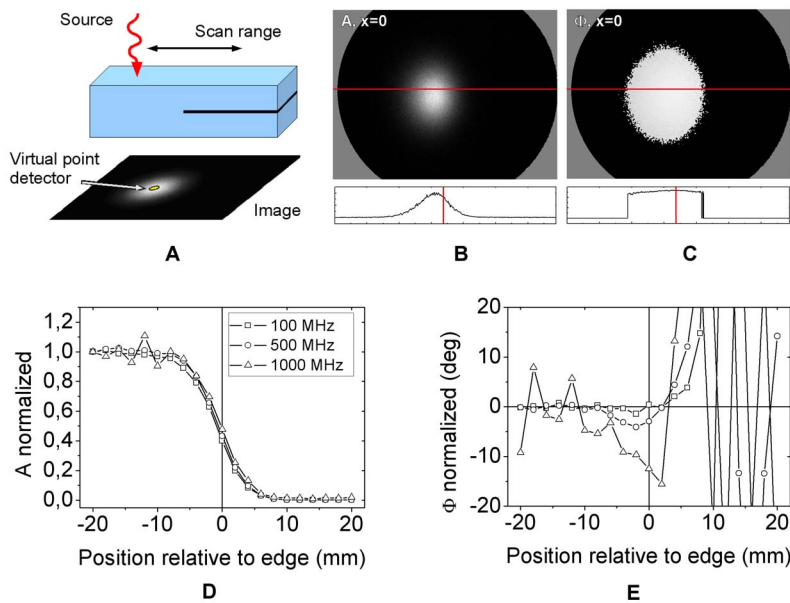 Source
Scan range
Virtual point
detector
Image
A
A, x=0
B
Φ, x=0
C
1,2
1,0
0,8
0,6
0,4
0,2
0,0
A normalized
100 MHz
500 MHz
1000 MHz
-20 -10 0 10 20
Position relative to edge (mm)
D
20
10
0
-10
-20
Φ normalized (deg)
-20 -10 0 10 20
Position relative to edge (mm)
E